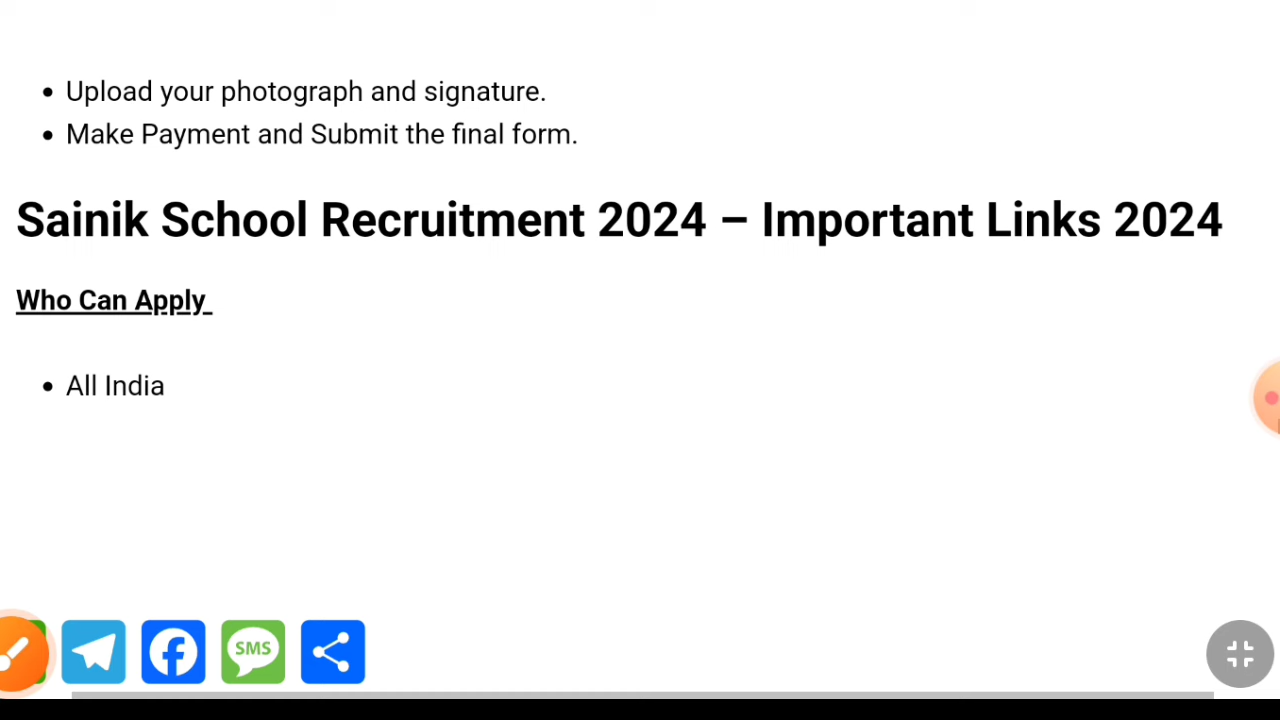 Upload your photograph and signature.
Make Payment and Submit the final form.
Sainik School Recruitment 2024 – Important Links 2024
Who Can Apply
All India
SMS